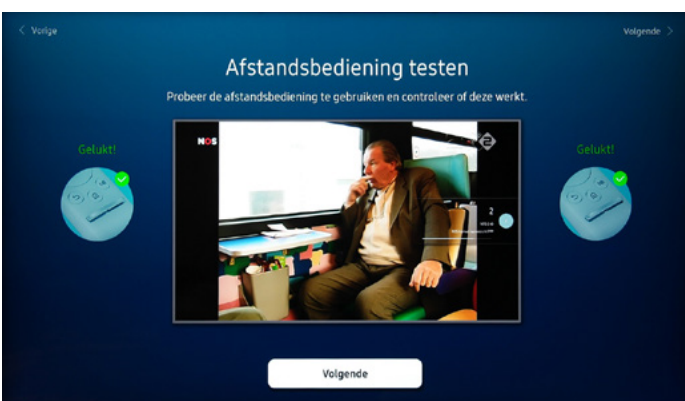 Vorige
Volgende
Afstandsbediening testen
Probeer de afstandsbediening te gebruiken en controleer of deze werkt.
Gelukt!
Gelukt!
NOS
2
2
Volgende